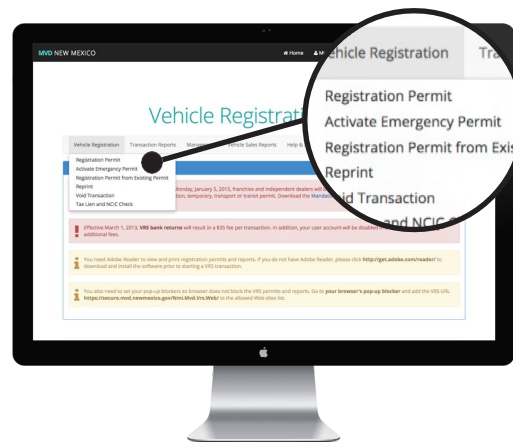 MVD NEW MEXICO
Home
Vehicle Registrati
Vehicle Registration Transaction Reports Vehicle Sales Reports Help &
Registration Permit
Activate Emergency Permit
Registration Permit from Existing Permit
Reprint
Void Transaction
Tax Lien and NCIC Check
Monday, January 5, 2015, franchise and independent dealers will
tion, temporary, transport or transit permit. Download the
Effective March 1, 2013, VRS bank returns will result in a $35 fee per transaction. In addition, your user account will be disabled
additional fees.
You need Adobe Reader to view and print registration permits and reports, if you do not have Adobe Reader, please click http://get.adobe.com/reader/ to
download and install the software prior to starting a VRS transaction.
You also need to set your pop-up blockers so browser does not block the VRS permits and reports. Go to your browser's pop-up blocker and add the VRS URL
https://secure.mvd.newmexico.gov/Nmt.Mvd.Vrs.Web/ to the allowed Web sites list.
ehicle Registration Tra
Registration Permit
Activate Emergency Permit
Registration Permit from Exis
Reprint
id Transaction
and NCIC C